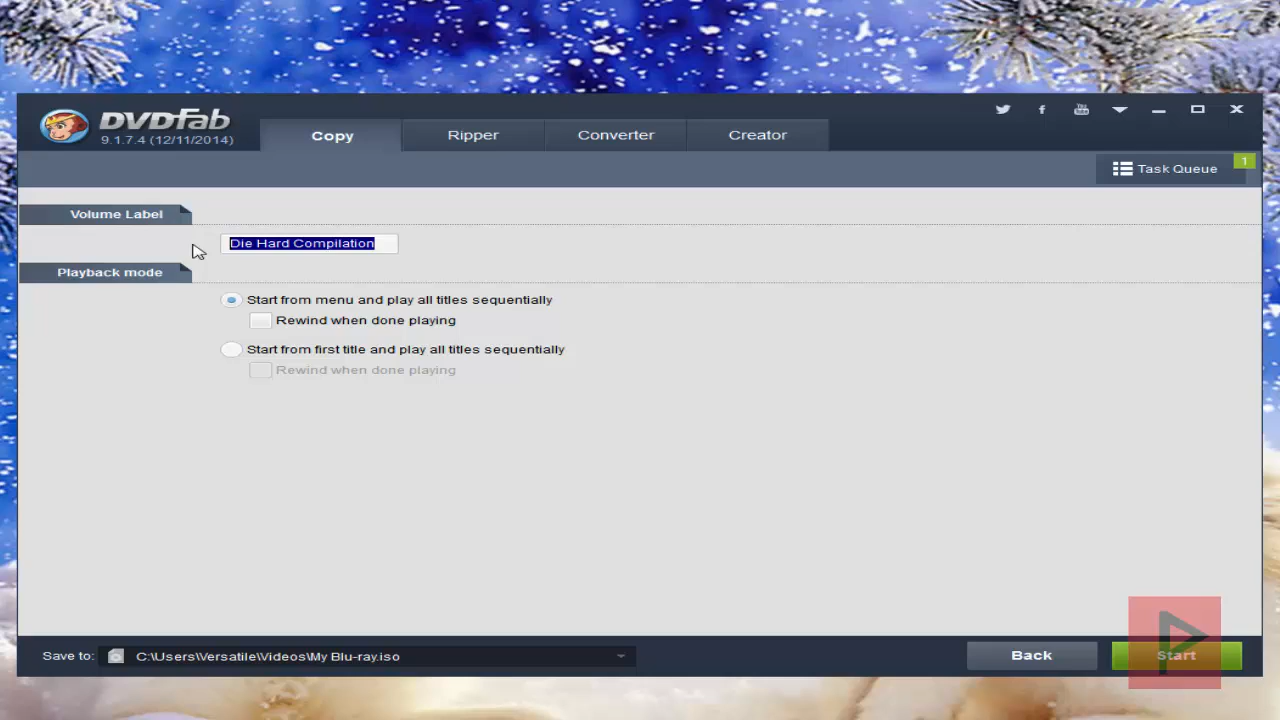 DVDFab
9.1.7.4 (12/11/2014)
Copy
Ripper
Converter
Creator
Task Queue
1
Volume Label
Die Hard Compilation
Playback mode
Start from menu and play all titles sequentially
Rewind when done playing
Start from first title and play all titles sequentially
Rewind when done playing
Save to:
C:\Users\Versatile\Videos\My Blu-ray.iso
Back
Start